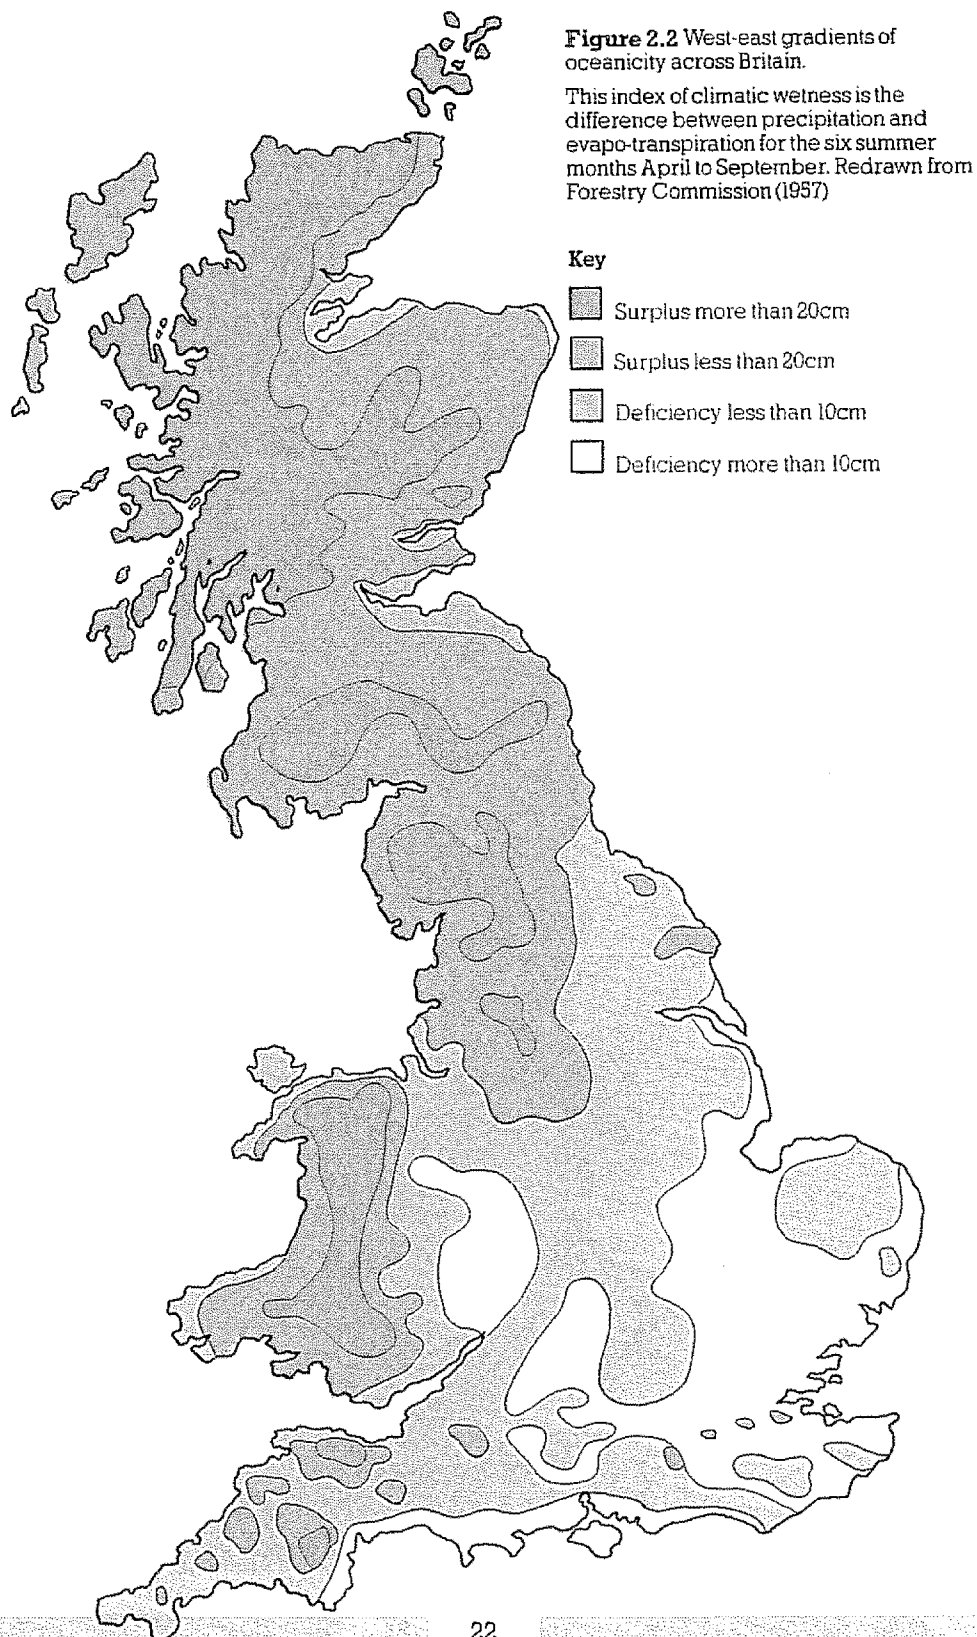 Figure 2.2 West-east gradients of
oceanicity across Britain.
This index of climatic wetness is the
difference between precipitation and
evapo-transpiration for the six summer
months April to September. Redrawn from
Forestry Commission (1957)
Key
Surplus more than 20cm
Surplus less than 20cm
Deficiency less than 10cm
Deficiency more than 10cm
22